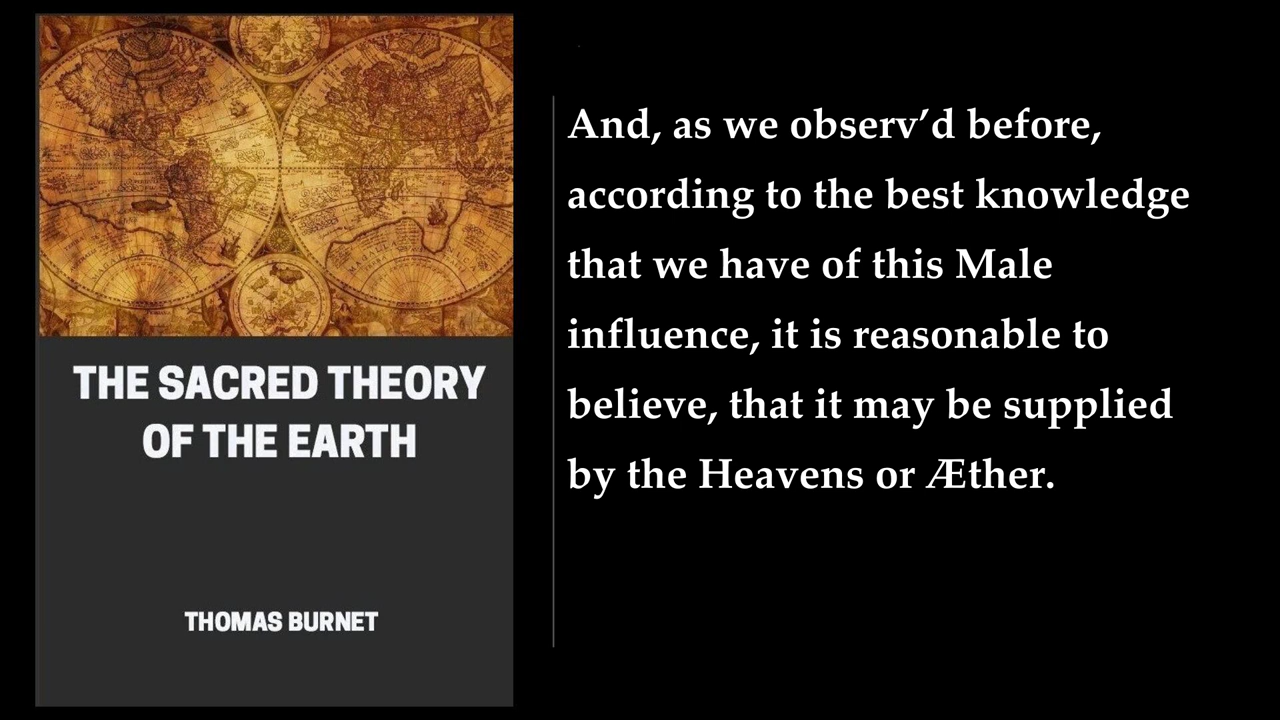 THE SACRED THEORY
OF THE EARTH
THOMAS BURNET
And, as we observ’d before,
according to the best knowledge
that we have of this Male
influence, it is reasonable to
believe, that it may be supplied
by the Heavens or Æther.